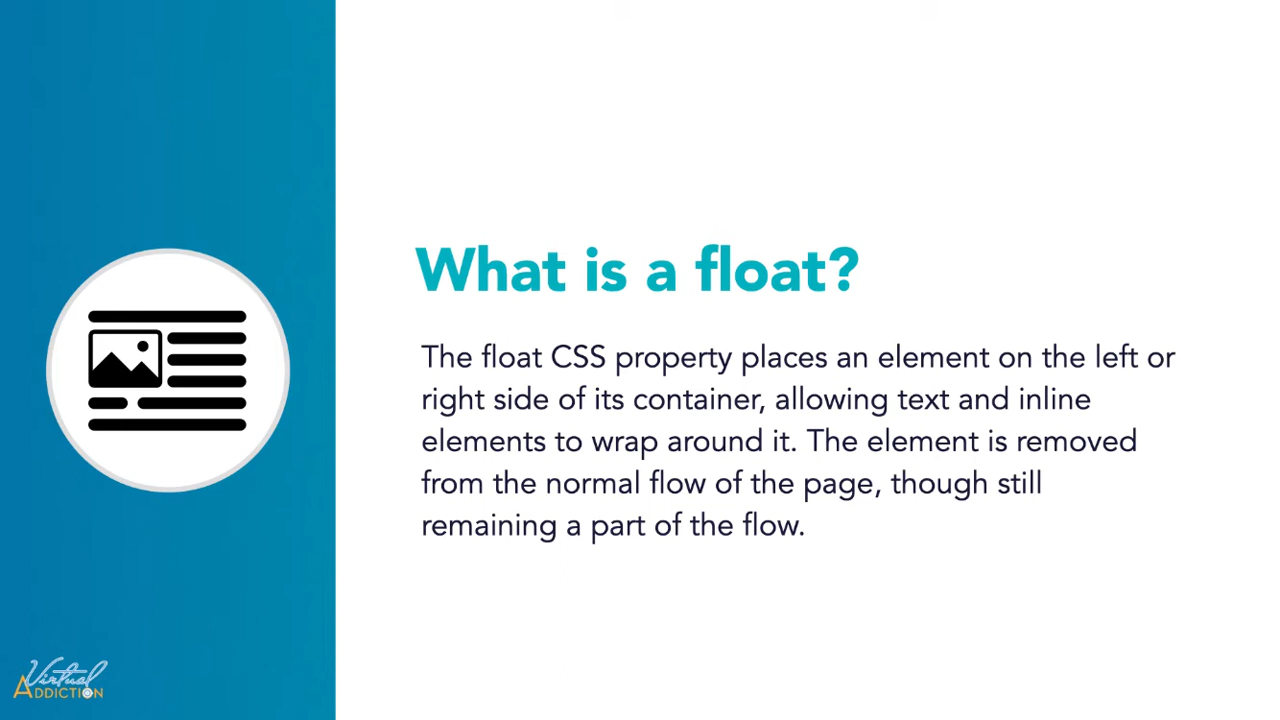 What is a float?
The float CSS property places an element on the left or
right side of its container, allowing text and inline
elements to wrap around it. The element is removed
from the normal flow of the page, though still
remaining a part of the flow.
Virtual
ADDICTION